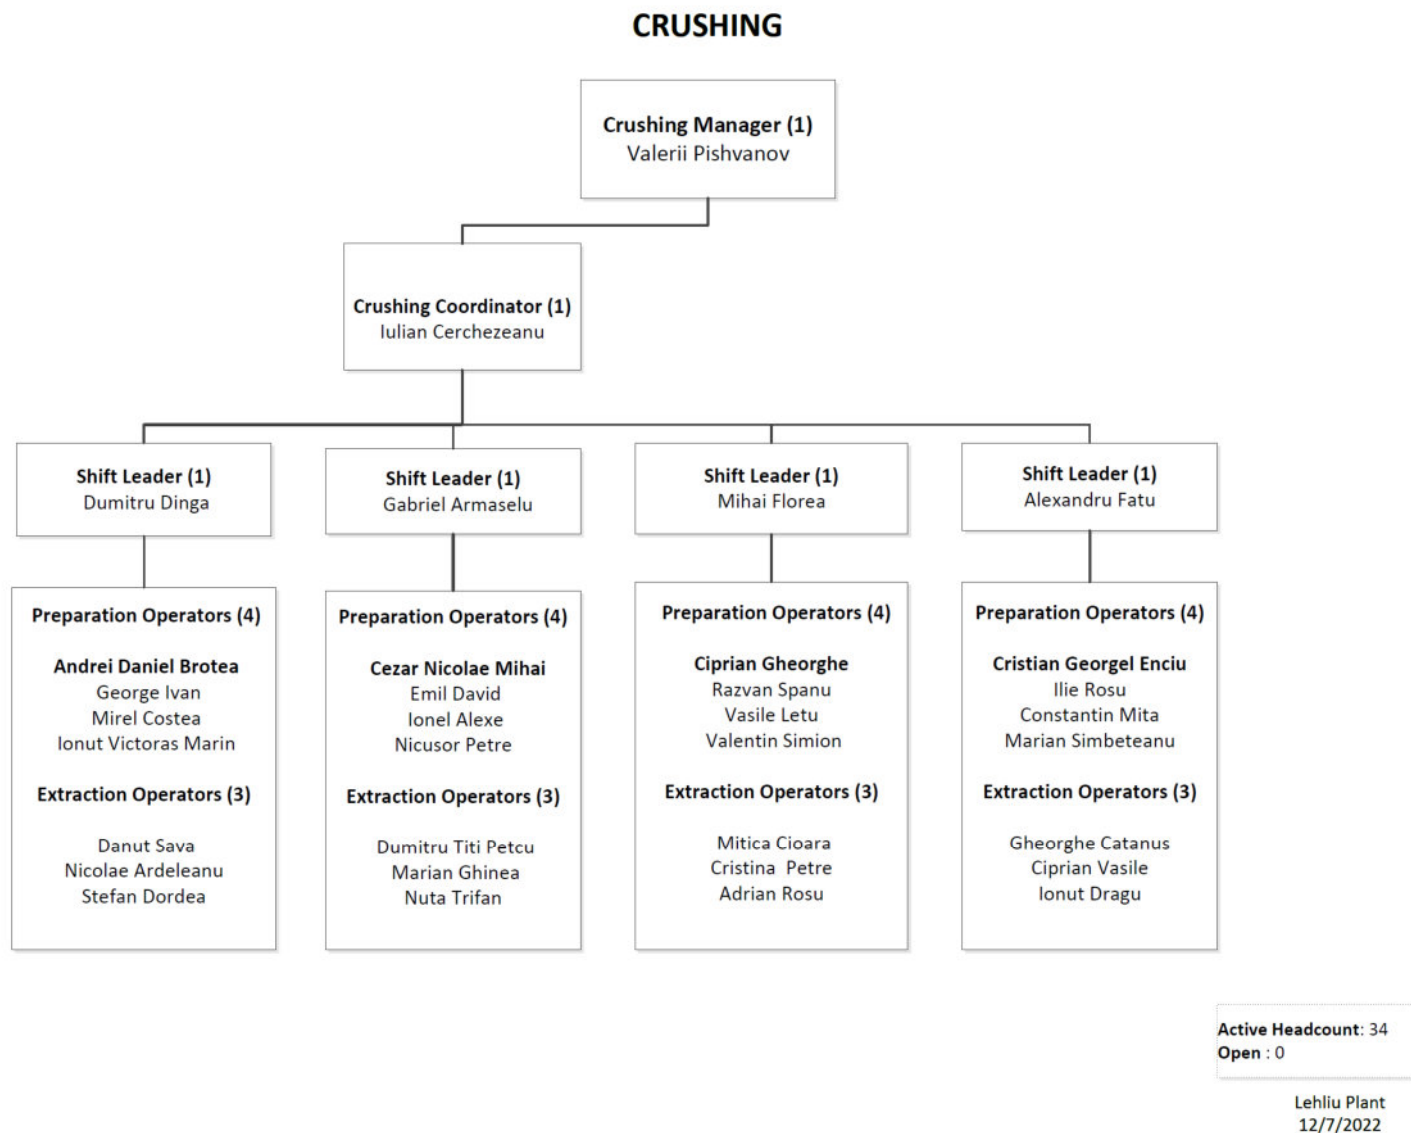 CRUSHING
Crushing Manager (1)
Valerii Pishvanov
Crushing Coordinator (1)
Iulian Cerchezeanu
Shift Leader (1)
Dumitru Dinga
Shift Leader (1)
Gabriel Armaselu
Shift Leader (1)
Mihai Florea
Shift Leader (1)
Alexandru Fatu
Preparation Operators (4)
Andrei Daniel Brotea
George Ivan
Mirel Costea
Ionut Victoras Marin
Extraction Operators (3)
Danut Sava
Nicolae Ardeleanu
Stefan Dordea
Preparation Operators (4)
Cezar Nicolae Mihai
Emil David
Ionel Alexe
Nicusor Petre
Extraction Operators (3)
Dumitru Titi Petcu
Marian Ghinea
Nuta Trifan
Preparation Operators (4)
Ciprian Gheorghe
Razvan Spanu
Vasile Letu
Valentin Simion
Extraction Operators (3)
Mitica Cioara
Cristina  Petre
Adrian Rosu
Preparation Operators (4)
Cristian Georgel Enciu
Ilie Rosu
Constantin Mita
Marian Simbeteanu
Extraction Operators (3)
Gheorghe Catanus
Ciprian Vasile
Ionut Dragu
Active Headcount: 34
Open : 0
Lehliu Plant
12/7/2022